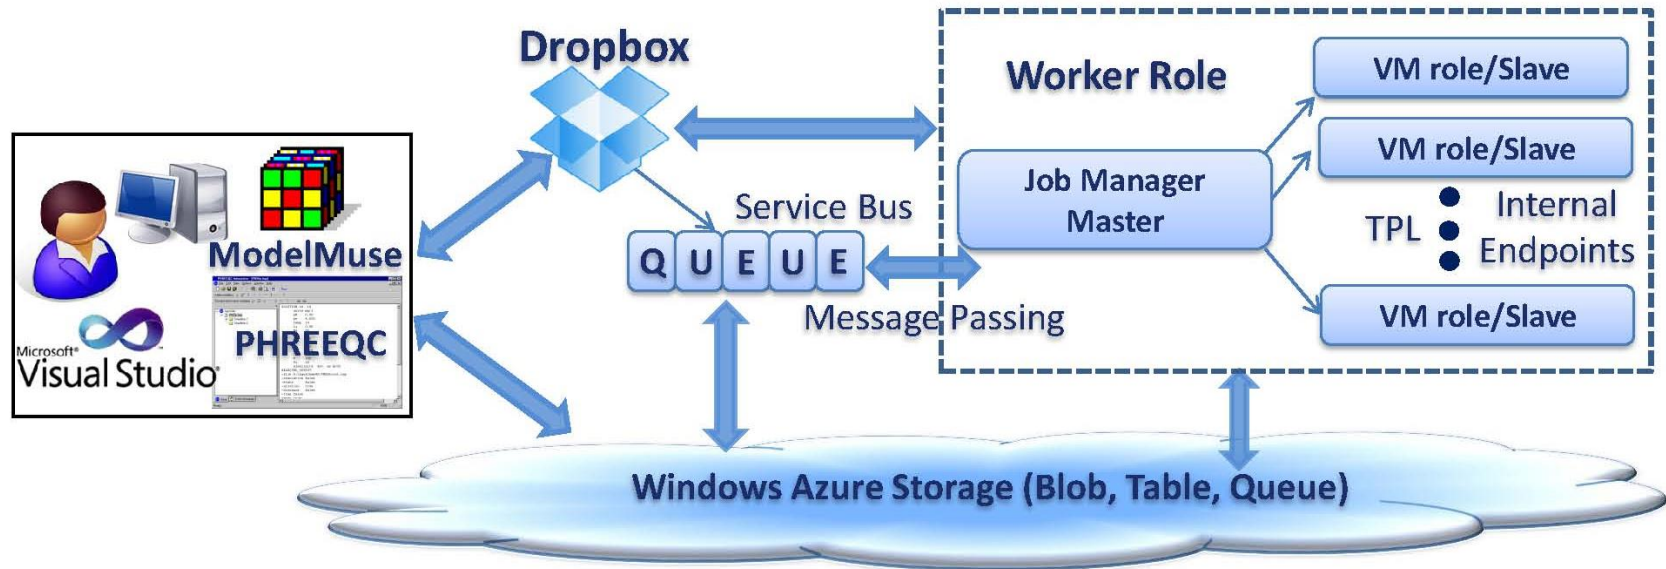 Dropbox
Worker Role
VM role/Slave
VM role/Slave
Job Manager
Master
Service Bus
QUEUE
Message Passing
TPL
Internal
Endpoints
VM role/Slave
ModelMuse
PHREEQC
Microsoft®
Visual Studio®
Windows Azure Storage (Blob, Table, Queue)